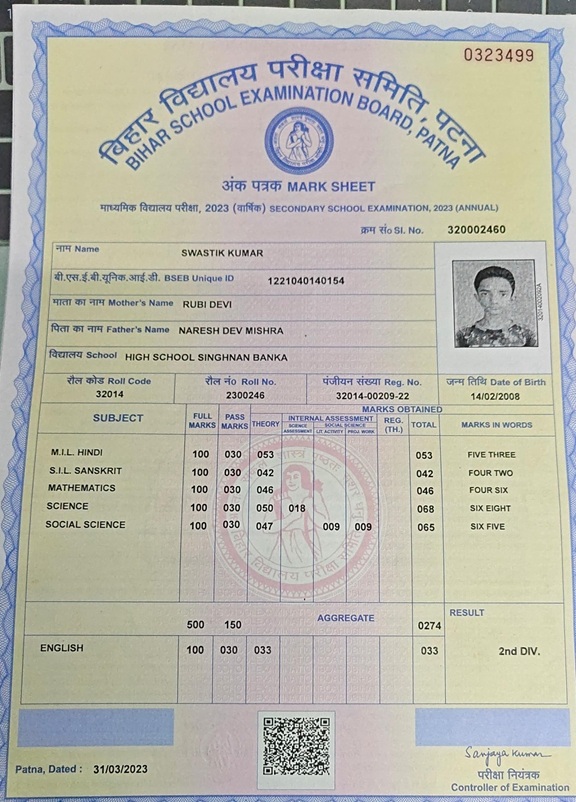 0323499
बिहार विद्यालय परीक्षा समिति, पटना
BIHAR SCHOOL EXAMINATION BOARD, PATNA
अंक पत्रक MARK SHEET
माध्यमिक विद्यालय परीक्षा, 2023 (वार्षिक) SECONDARY SCHOOL EXAMINATION, 2023 (ANNUAL)
क्रम सं० Sl. No. 320002460
नाम Name SWASTIK KUMAR
बी.एस.ई.बी.यूनिक.आई.डी. BSEB Unique ID 1221040140154
माता का नाम Mother's Name RUBI DEVI
पिता का नाम Father's Name NARESH DEV MISHRA
विद्यालय School HIGH SCHOOL SINGHNAN BANKA
रौल कोड Roll Code रौल नं० Roll No. पंजीयन संख्या Reg. No. जन्म तिथि Date of Birth
32014 2300246 32014-00209-22 14/02/2008
MARKS OBTAINED
SUBJECT FULL MARKS PASS MARKS THEORY INTERNAL ASSESSMENT SCIENCE ASSESSMENT SOCIAL SCIENCE LIT.ACTIVITY PROJ. WORK REG. (TH.) TOTAL MARKS IN WORDS
M.I.L. HINDI 100 030 053 053 FIVE THREE
S.I.L. SANSKRIT 100 030 042 042 FOUR TWO
MATHEMATICS 100 030 046 046 FOUR SIX
SCIENCE 100 030 050 018 068 SIX EIGHT
SOCIAL SCIENCE 100 030 047 009 009 065 SIX FIVE
500 150 AGGREGATE 0274 RESULT
ENGLISH 100 030 033 033 2nd DIV.
Patna, Dated : 31/03/2023
Sanjaya Kumar
परीक्षा नियंत्रक
Controller of Examination